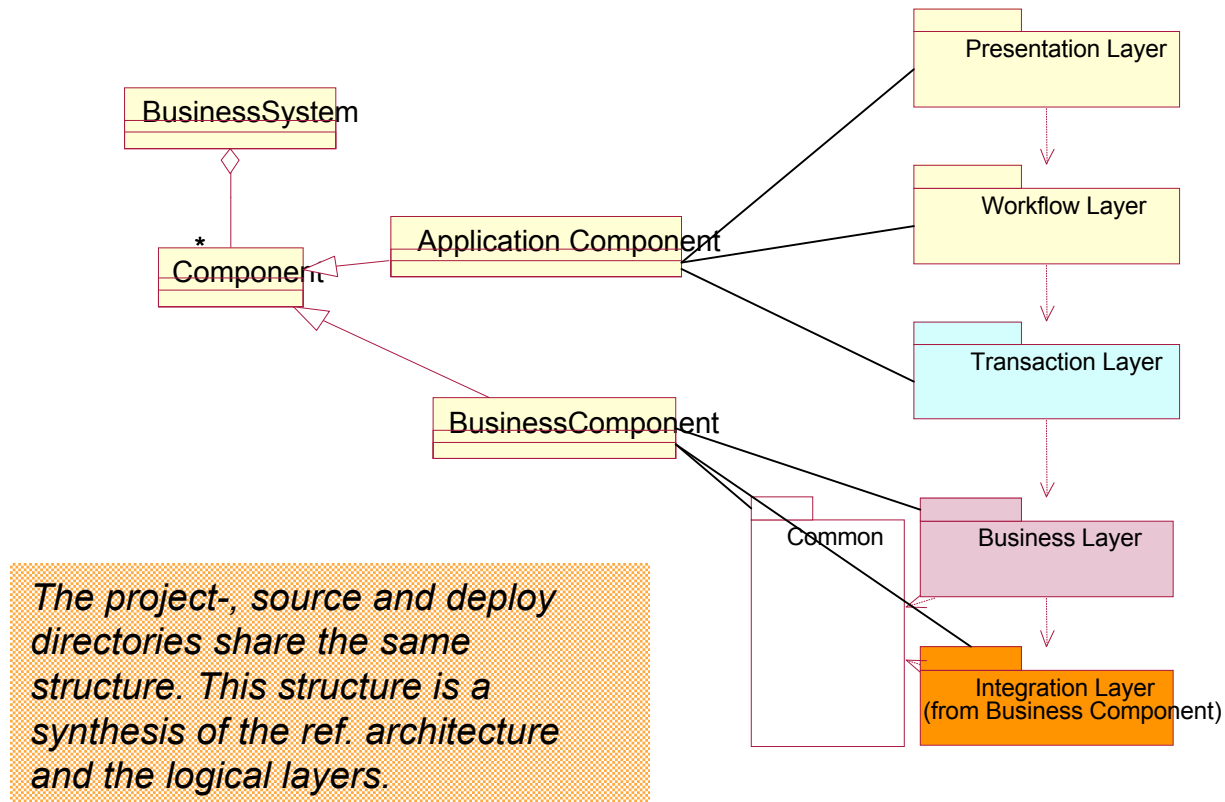 Presentation Layer
BusinessSystem
Workflow Layer
*
Application Component
Component
Transaction Layer
BusinessComponent
Common
Business Layer
The project-, source and deploy
directories share the same
structure. This structure is a
synthesis of the ref. architecture
and the logical layers.
Integration Layer
(from Business Component)